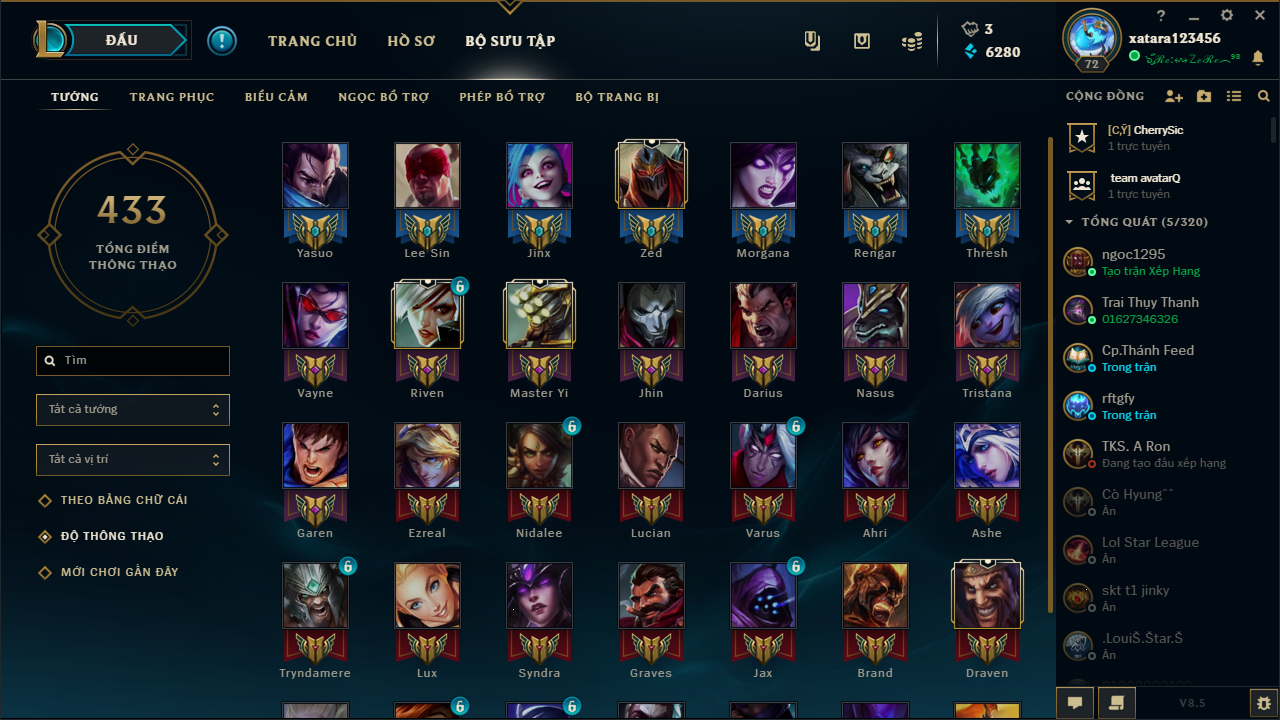 ĐẤU
!
TRANG CHỦ
HỒ SƠ
BỘ SƯU TẬP
3
6280
?
72
xatara123456
TƯỚNG
TRANG PHỤC
BIỂU CẢM
NGỌC BỔ TRỢ
PHÉP BỔ TRỢ
BỘ TRANG BỊ
CỘNG ĐỒNG
433
TỔNG ĐIỂM
THÔNG THẠO
Tìm
Tất cả tướng
Tất cả vị trí
THEO BẢNG CHỮ CÁI
ĐỘ THÔNG THẠO
MỚI CHƠI GẦN ĐÂY
Yasuo
Lee Sin
Jinx
Zed
Morgana
Rengar
Thresh
6
Vayne
Riven
Master Yi
Jhin
Darius
Nasus
Tristana
6
6
Garen
Ezreal
Nidalee
Lucian
Varus
Ahri
Ashe
6
6
Tryndamere
Lux
Syndra
Graves
Jax
Brand
Draven
6
6
[C,Ÿ] CherrySic
1 trực tuyến
team avatarQ
1 trực tuyến
TỔNG QUÁT (5/320)
ngoc1295
Tạo trận Xếp Hạng
Trai Thụy Thanh
01627346326
Cp.Thánh Feed
Trong trận
rftgfy
Trong trận
TKS. A Ron
Đang tạo đấu xếp hạng
Cò Hyungˆˆ
Ẩn
Lol Star League
Ẩn
skt t1 jinky
Ẩn
.LouiŠ.Štar.Š
Ẩn
V8.5